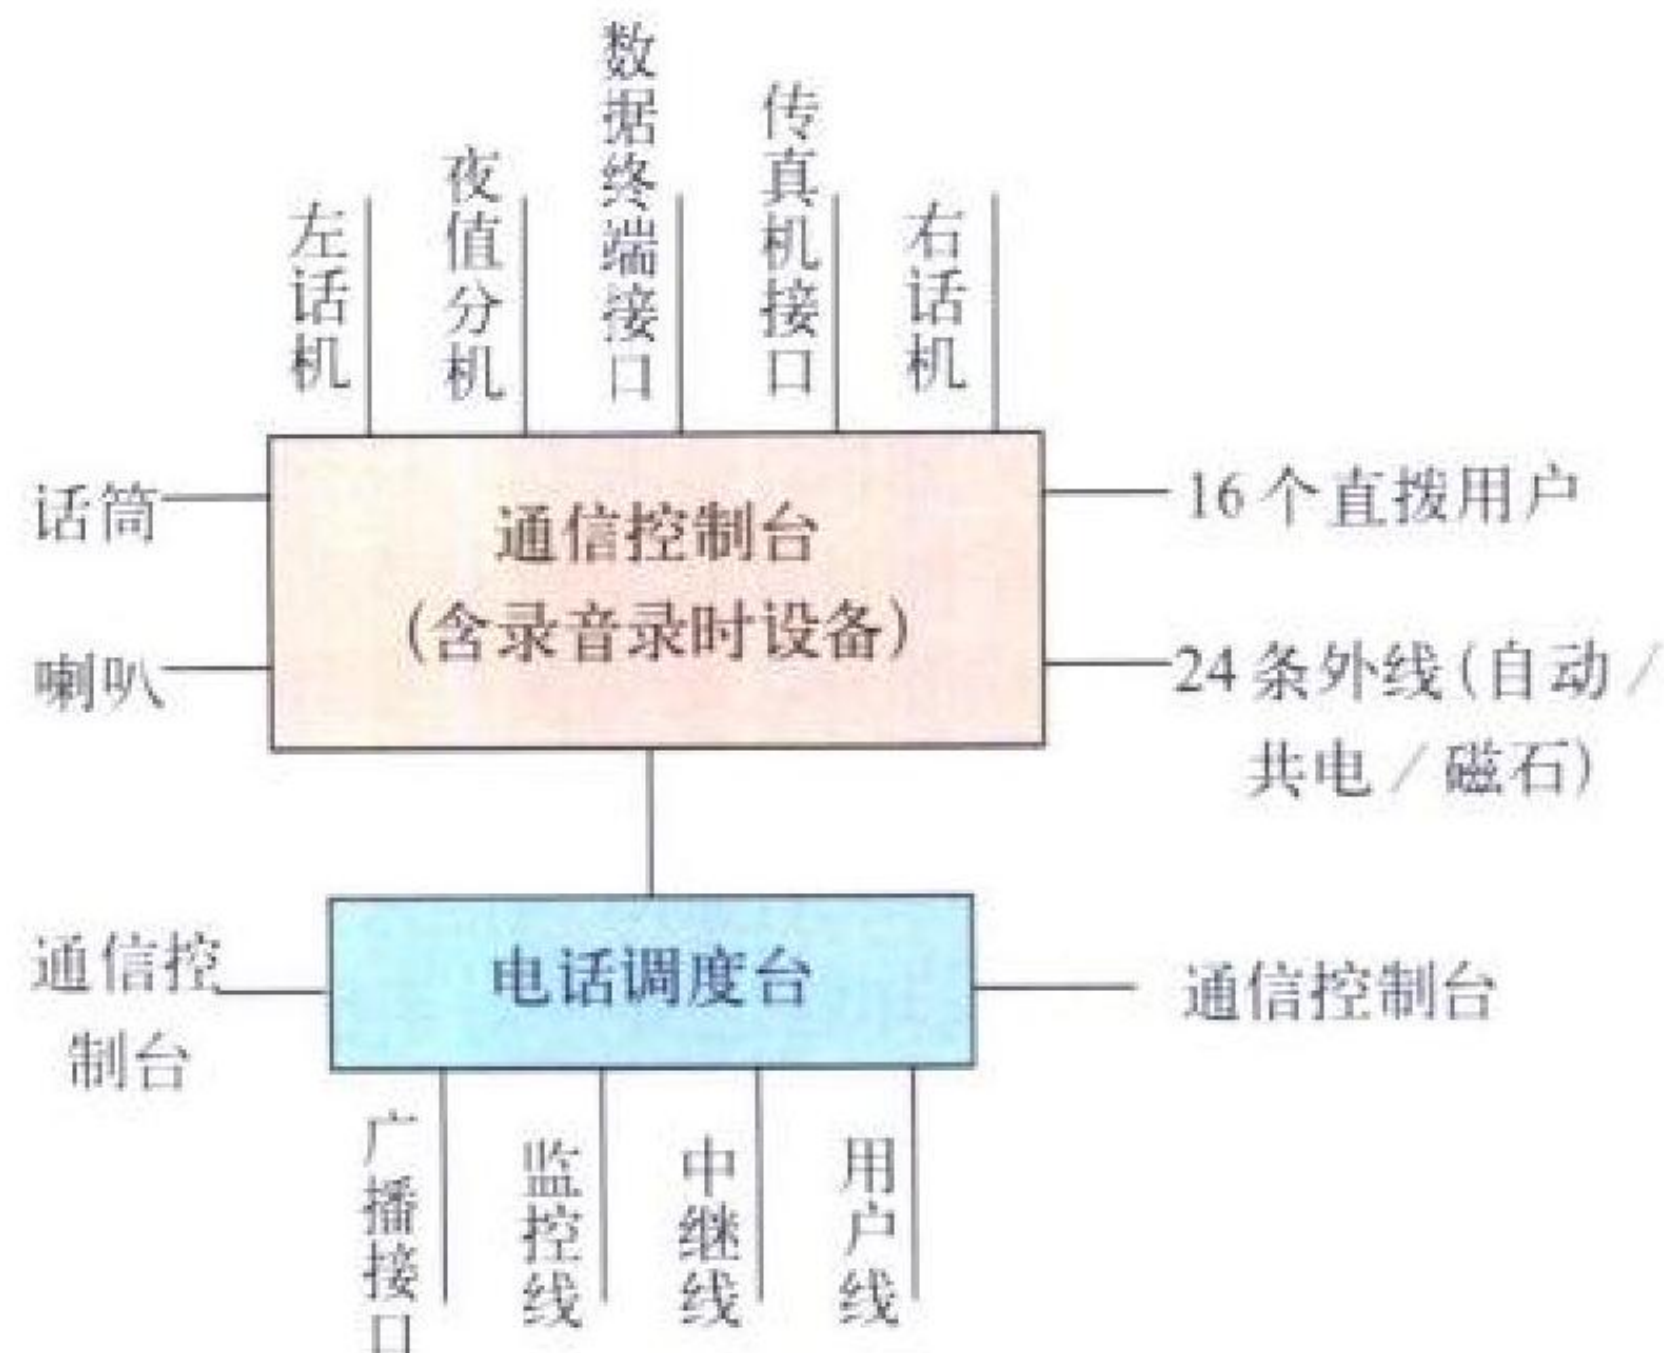 左话机
夜值分机
数据终端接口
传真机接口
右话机
话筒
通信控制台
(含录音录时设备)
16个直拨用户
喇叭
24条外线(自动/
共电/磁石)
通信控
制台
电话调度台
通信控制台
广播接口
监控线
中继线
用户线